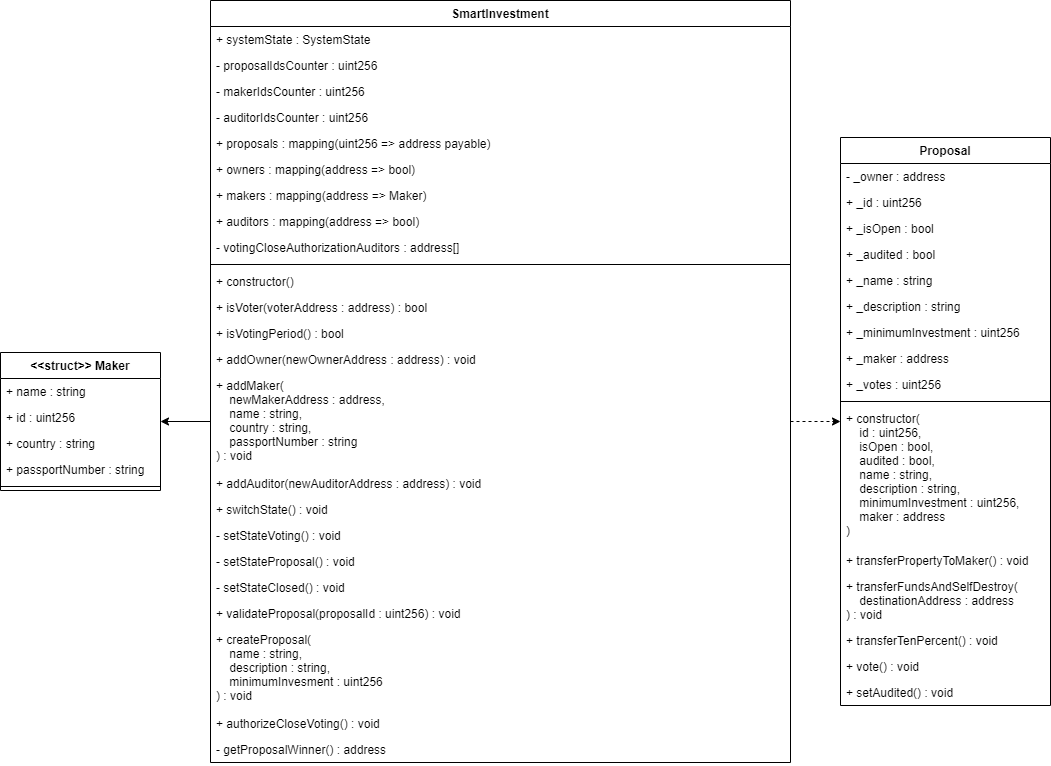 SmartInvestment
+ systemState : SystemState
- proposalIdsCounter : uint256
- makerIdsCounter : uint256
- auditorIdsCounter : uint256
+ proposals : mapping(uint256 => address payable)
+ owners : mapping(address => bool)
+ makers : mapping(address => Maker)
+ auditors : mapping(address => bool)
- votingCloseAuthorizationAuditors : address[]
+ constructor()
+ isVoter(voterAddress : address) : bool
+ isVotingPeriod() : bool
+ addOwner(newOwnerAddress : address) : void
+ addMaker(
newMakerAddress : address,
name : string,
country : string,
passportNumber : string
) : void
+ addAuditor(newAuditorAddress : address) : void
+ switchState() : void
- setStateVoting() : void
- setStateProposal() : void
- setStateClosed() : void
+ validateProposal(proposalId : uint256) : void
+ createProposal(
name : string,
description : string,
minimumInvesment : uint256
) : void
+ authorizeCloseVoting() : void
- getProposalWinner() : address
<<struct>> Maker
+ name : string
+ id : uint256
+ country : string
+ passportNumber : string
Proposal
- _owner : address
+ _id : uint256
+ _isOpen : bool
+ _audited : bool
+ _name : string
+ _description : string
+ _minimumInvestment : uint256
+ _maker : address
+ _votes : uint256
+ constructor(
id : uint256,
isOpen : bool,
audited : bool,
name : string,
description : string,
minimumInvestment : uint256,
maker : address
)
+ transferPropertyToMaker() : void
+ transferFundsAndSelfDestroy(
destinationAddress : address
) : void
+ transferTenPercent() : void
+ vote() : void
+ setAudited() : void